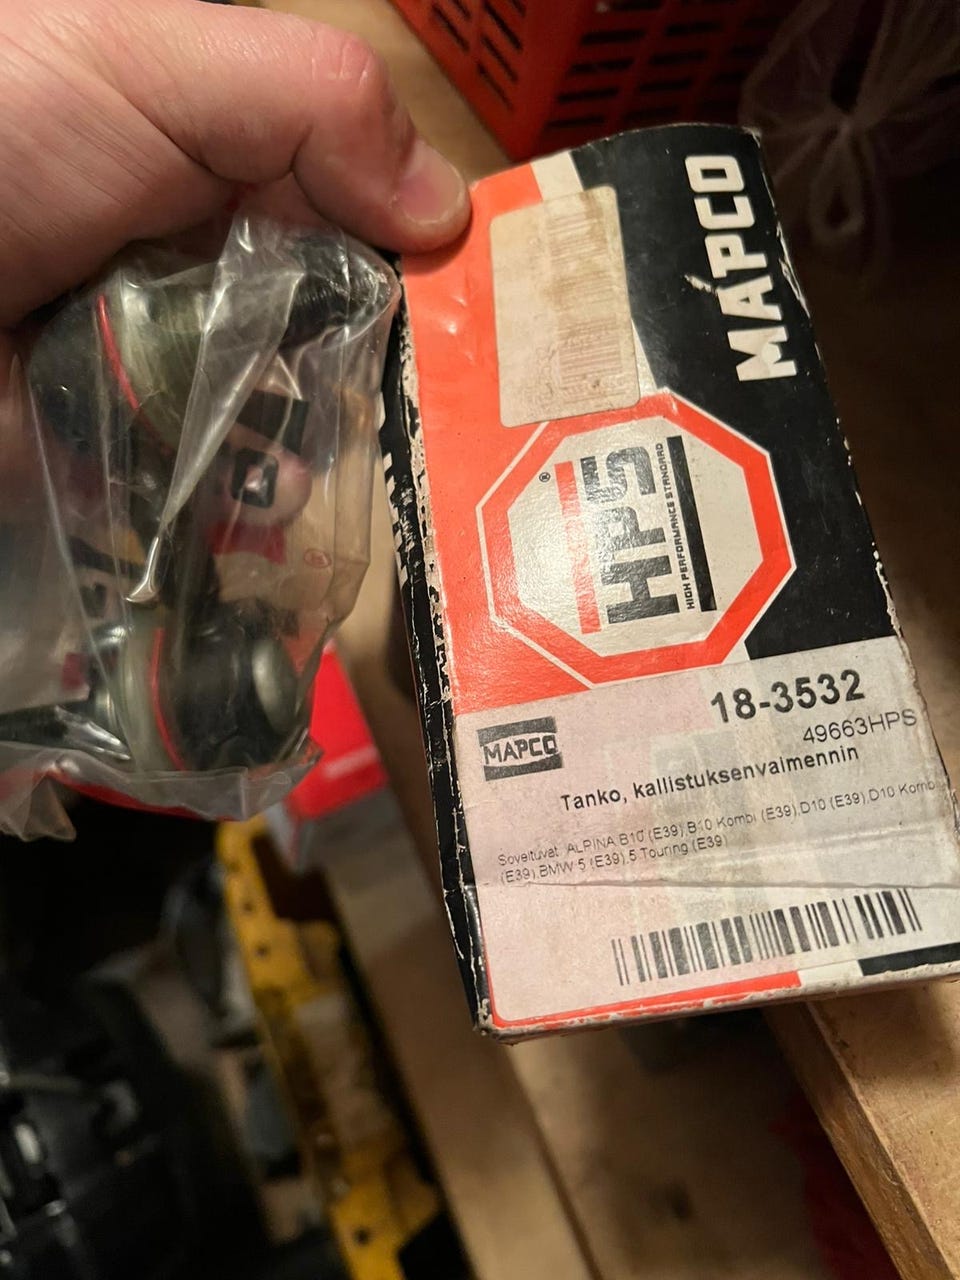 MAPCO
HPS
HIGH PERFORMANCE STANDARD
®
18-3532
49663HPS
MAPCO
Tanko, kallistuksenvaimennin
Soveltuvat: ALPINA B10 (E39),B10 Kombi (E39),D10 (E39),D10 Kombi
(E39),BMW 5 (E39),5 Touring (E39)